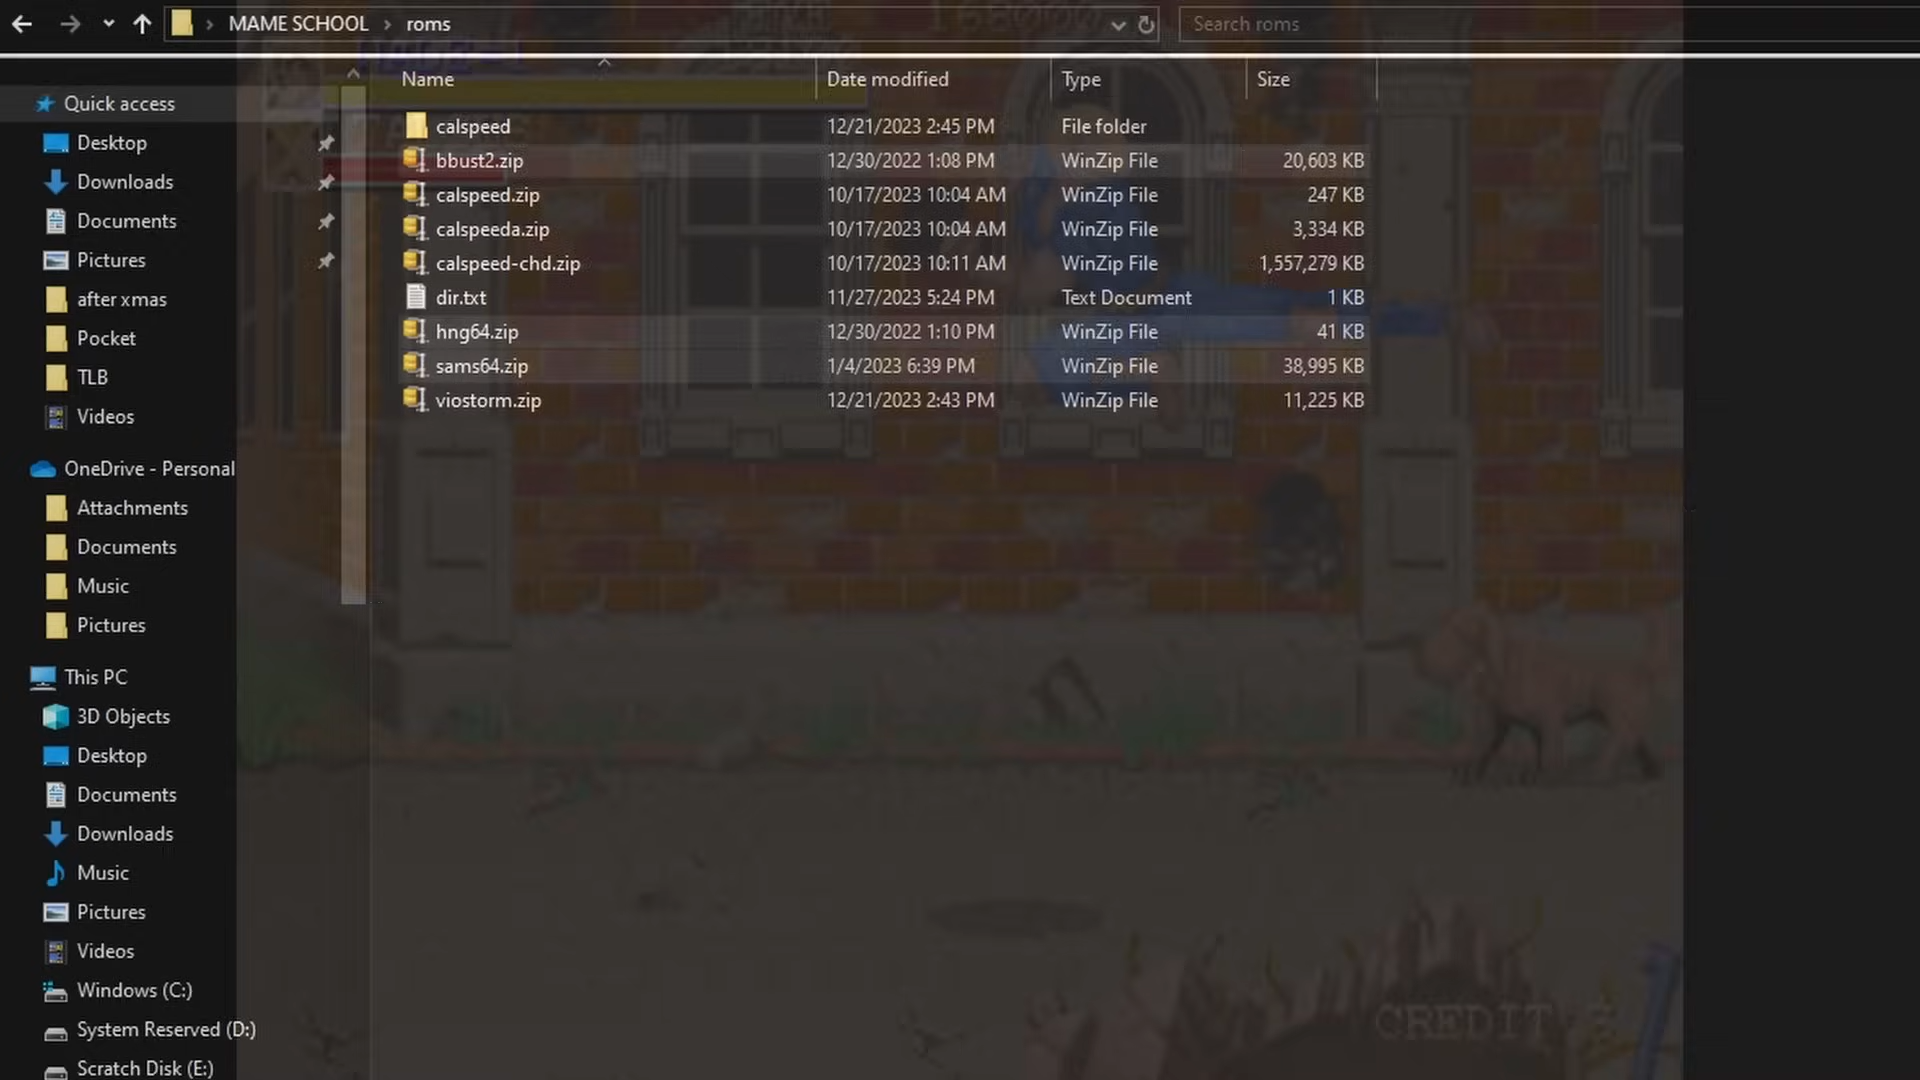 MAME SCHOOL > roms
Search roms
Name Date modified Type Size
calspeed 12/21/2023 2:45 PM File folder
bbust2.zip 12/30/2022 1:08 PM WinZip File 20,603 KB
calspeed.zip 10/17/2023 10:04 AM WinZip File 247 KB
calspeeda.zip 10/17/2023 10:04 AM WinZip File 3,334 KB
calspeed-chd.zip 10/17/2023 10:11 AM WinZip File 1,557,279 KB
dir.txt 11/27/2023 5:24 PM Text Document 1 KB
hng64.zip 12/30/2022 1:10 PM WinZip File 41 KB
sams64.zip 1/4/2023 6:39 PM WinZip File 38,995 KB
viostorm.zip 12/21/2023 2:43 PM WinZip File 11,225 KB
Quick access
Desktop
Downloads
Documents
Pictures
after xmas
Pocket
TLB
Videos
OneDrive - Personal
Attachments
Documents
Music
Pictures
This PC
3D Objects
Desktop
Documents
Downloads
Music
Pictures
Videos
Windows (C:)
System Reserved (D:)
Scratch Disk (E:)
CREDIT